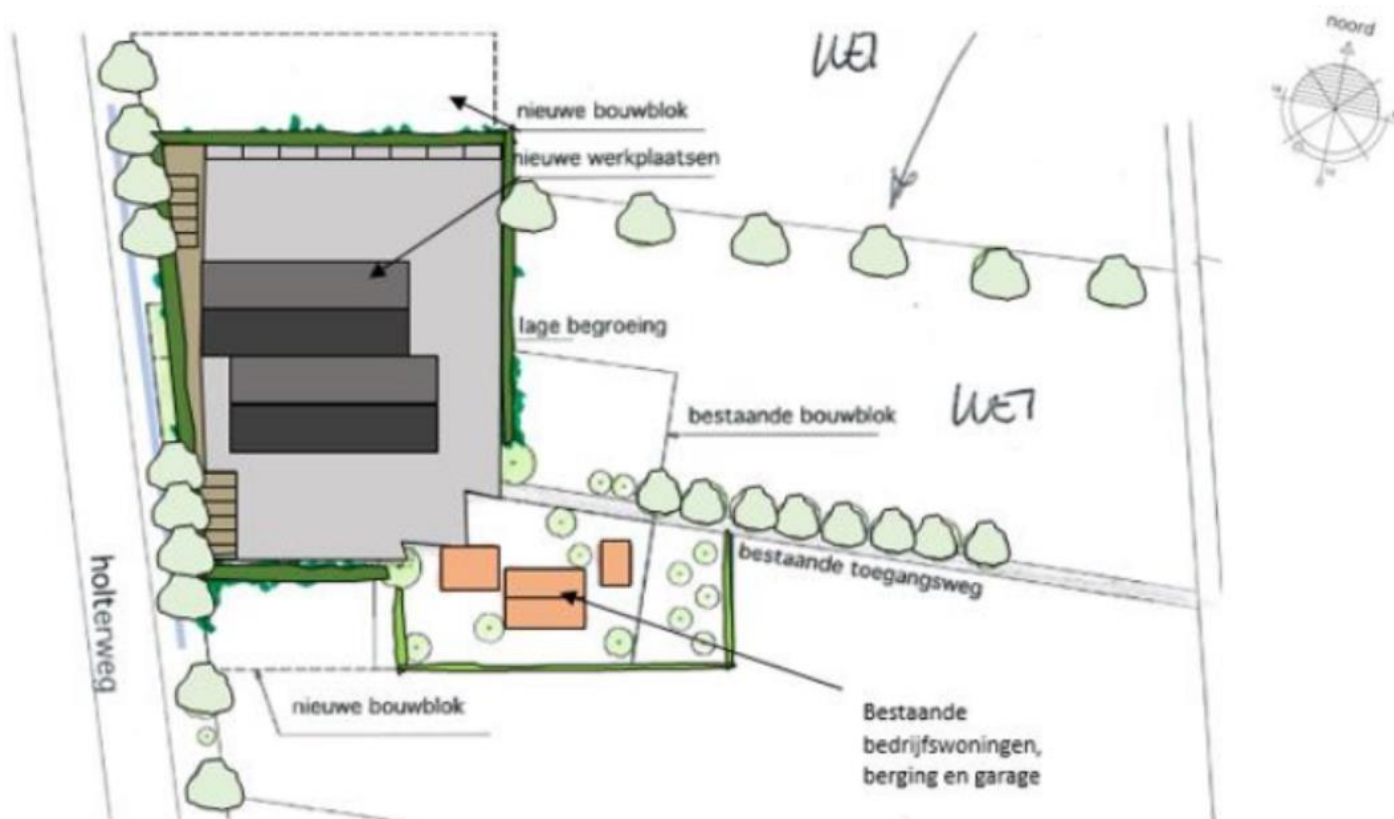 noord
nieuwe bouwblok
nieuwe werkplaatsen
lage begroeing
bestaande bouwblok
bestaande toegangsweg
holterweg
nieuwe bouwblok
Bestaande
bedrijfswoningen,
berging en garage